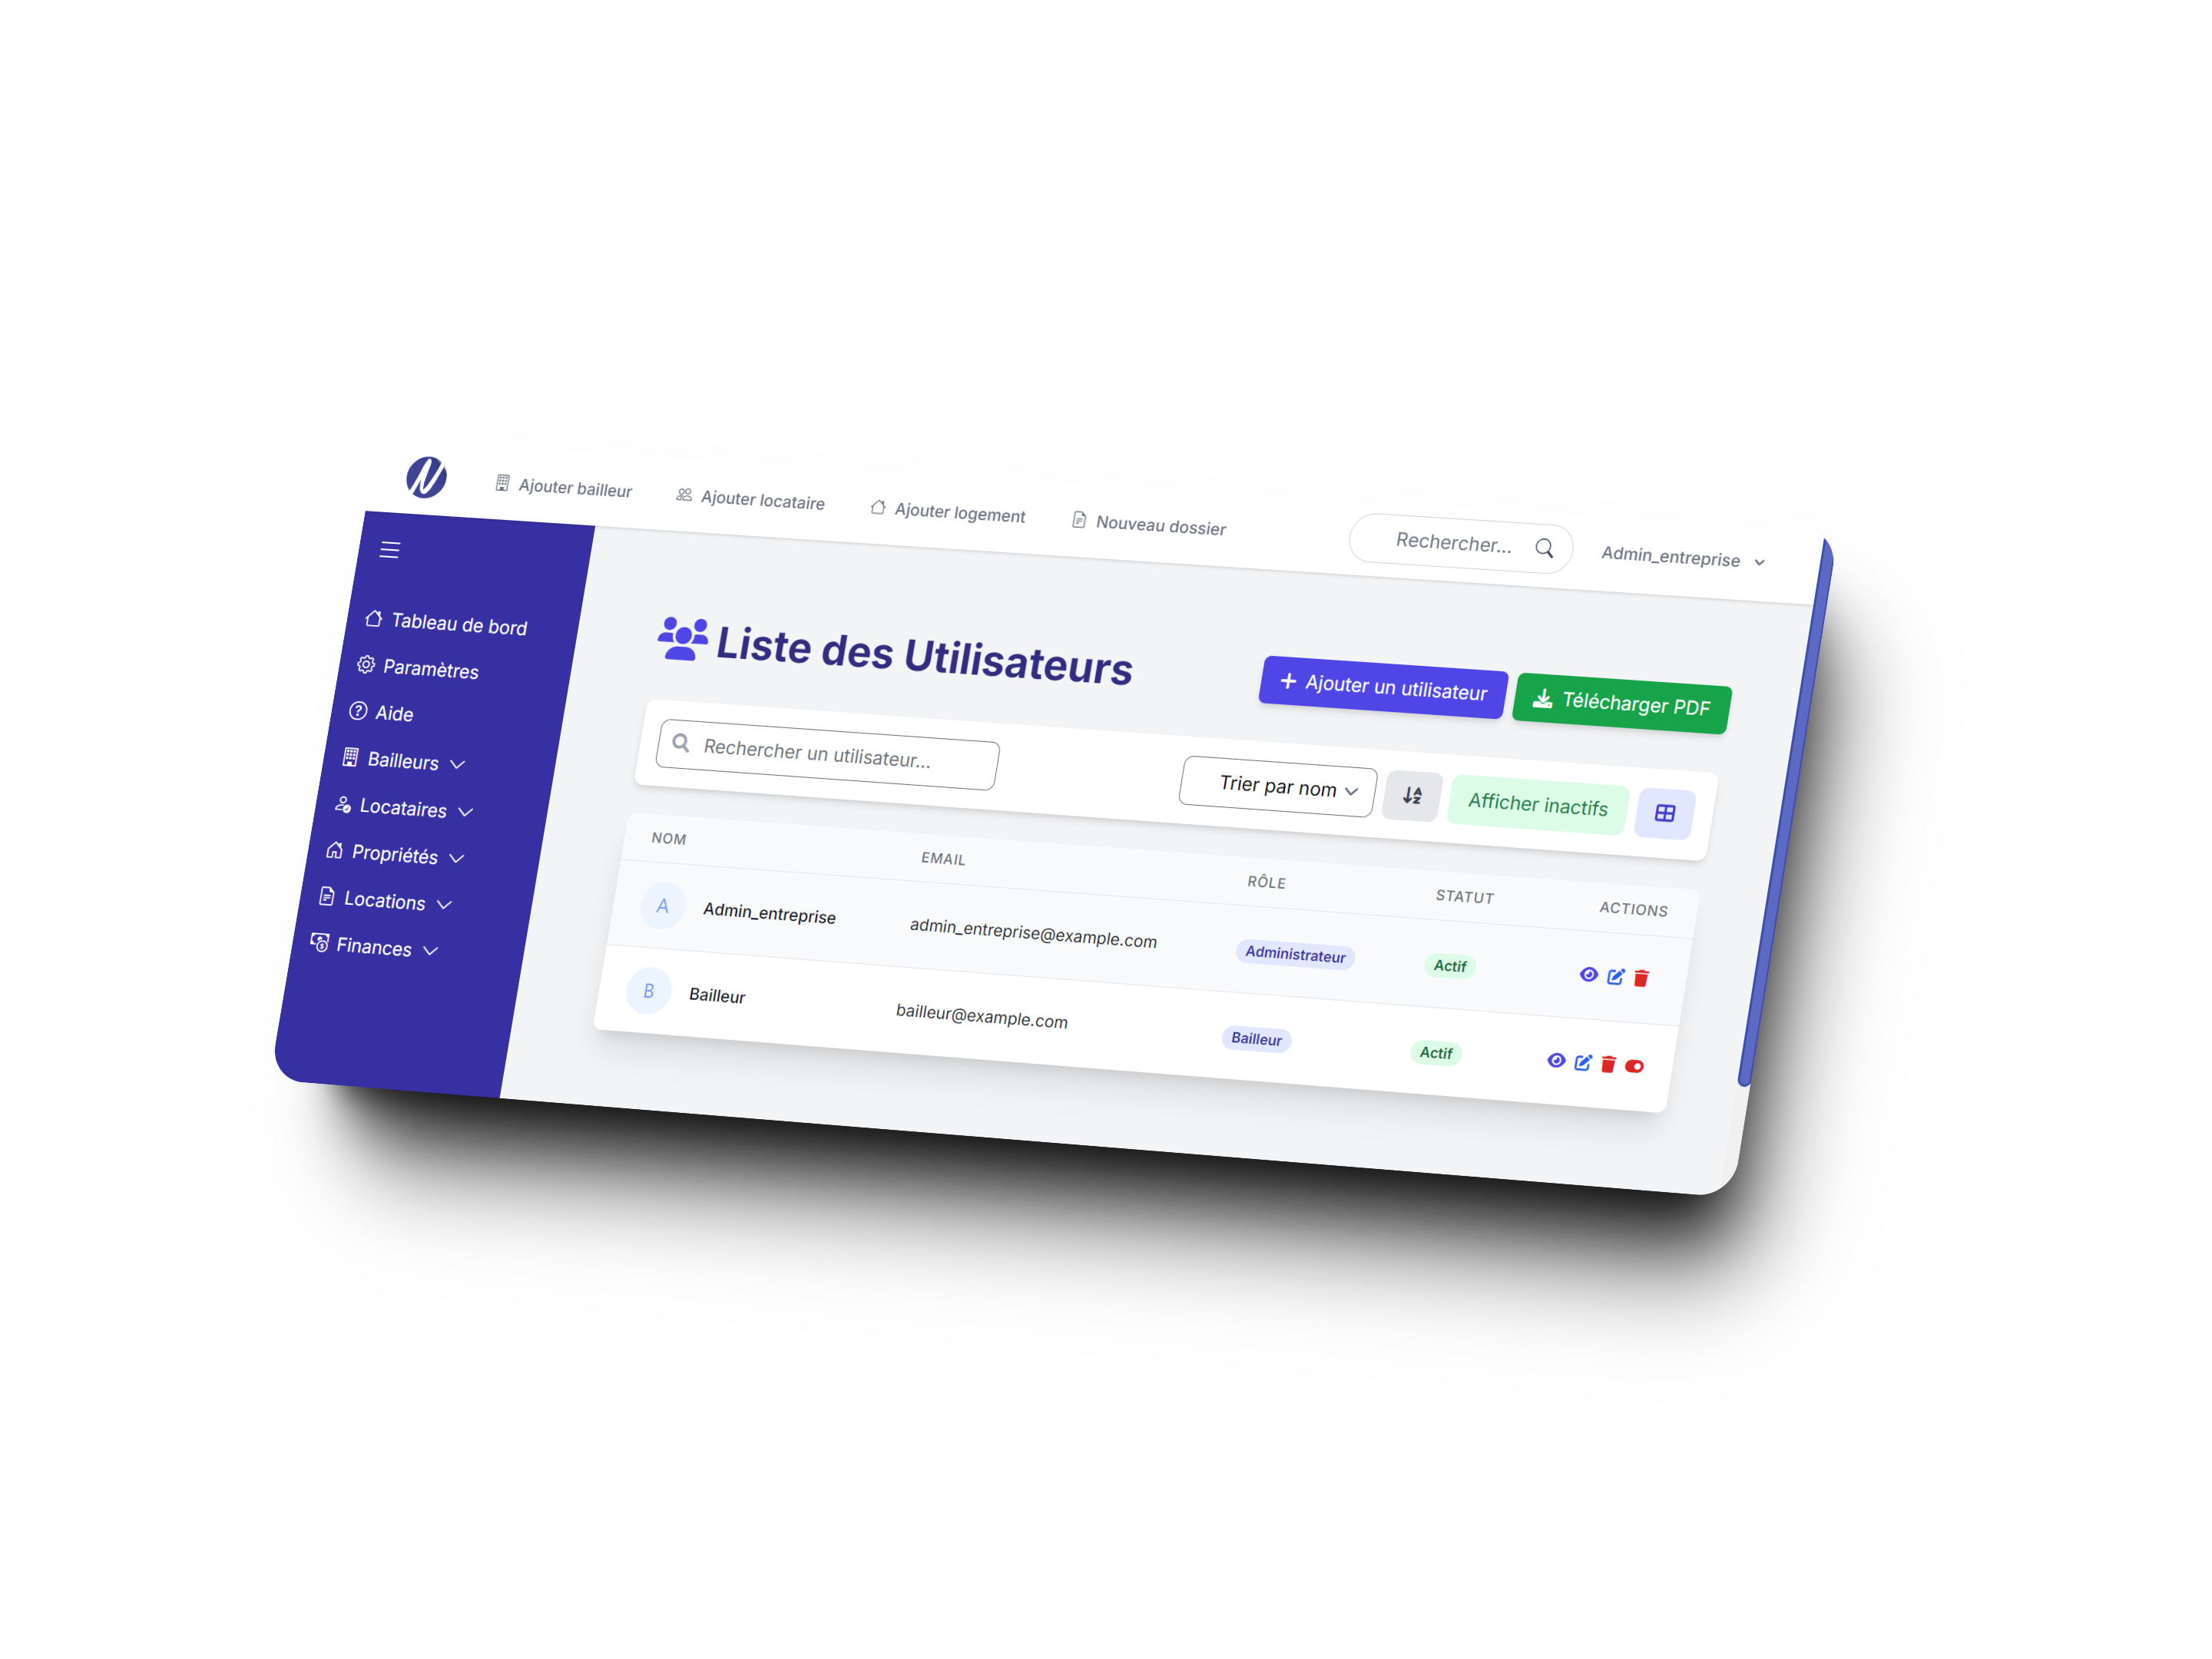 Ajouter bailleur
Ajouter locataire
Ajouter logement
Nouveau dossier
Rechercher...
Admin_entreprise
Tableau de bord
Paramètres
Aide
Bailleurs
Locataires
Propriétés
Locations
Finances
Liste des Utilisateurs
+ Ajouter un utilisateur
Télécharger PDF
Rechercher un utilisateur...
Trier par nom
Afficher inactifs
NOM EMAIL RÔLE STATUT ACTIONS
A Admin_entreprise admin_entreprise@example.com Administrateur Actif
B Bailleur bailleur@example.com Bailleur Actif